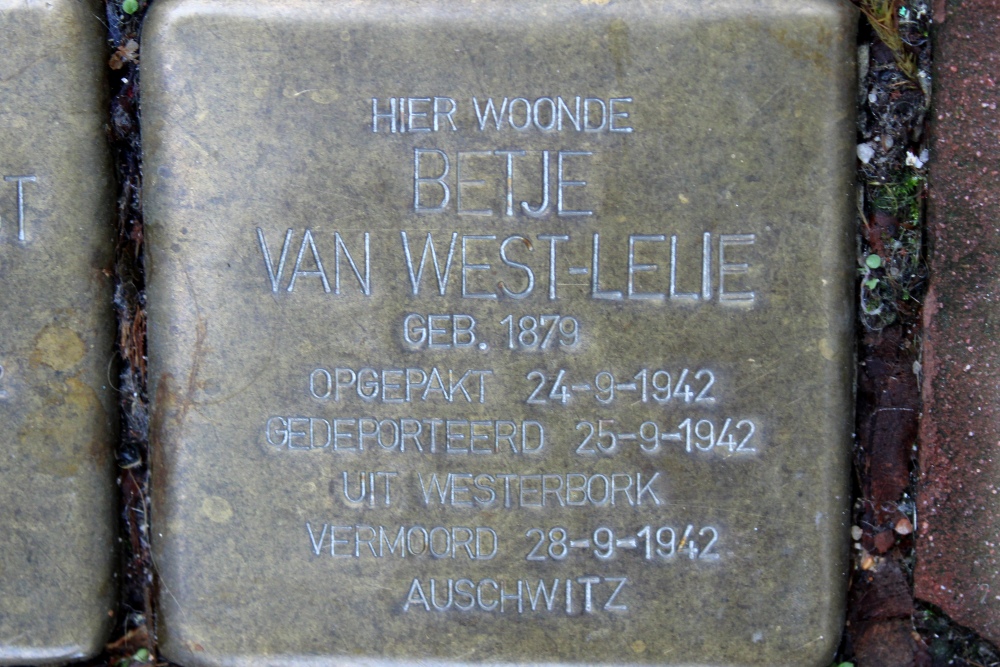 HIER WOONDE
BETJE
VAN WEST-LELIE
GEB. 1879
OPGEPAKT 24-9-1942
GEDEPORTEERD 25-9-1942
UIT WESTERBORK
VERMOORD 28-9-1942
AUSCHWITZ